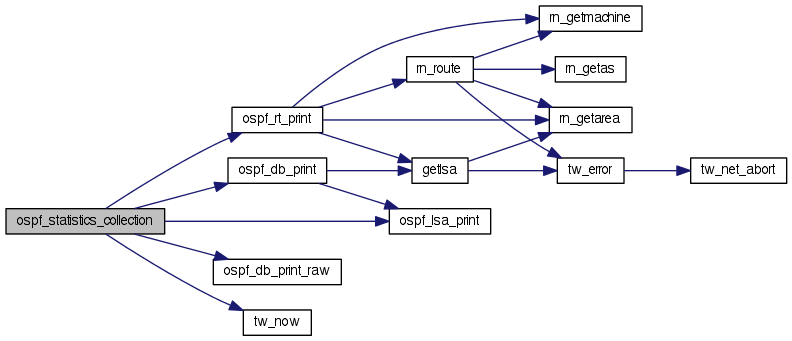 rn_getmachine
rn_route
rn_getas
ospf_rt_print
rn_getarea
ospf_db_print
getlsa
tw_error
tw_net_abort
ospf_statistics_collection
ospf_lsa_print
ospf_db_print_raw
tw_now